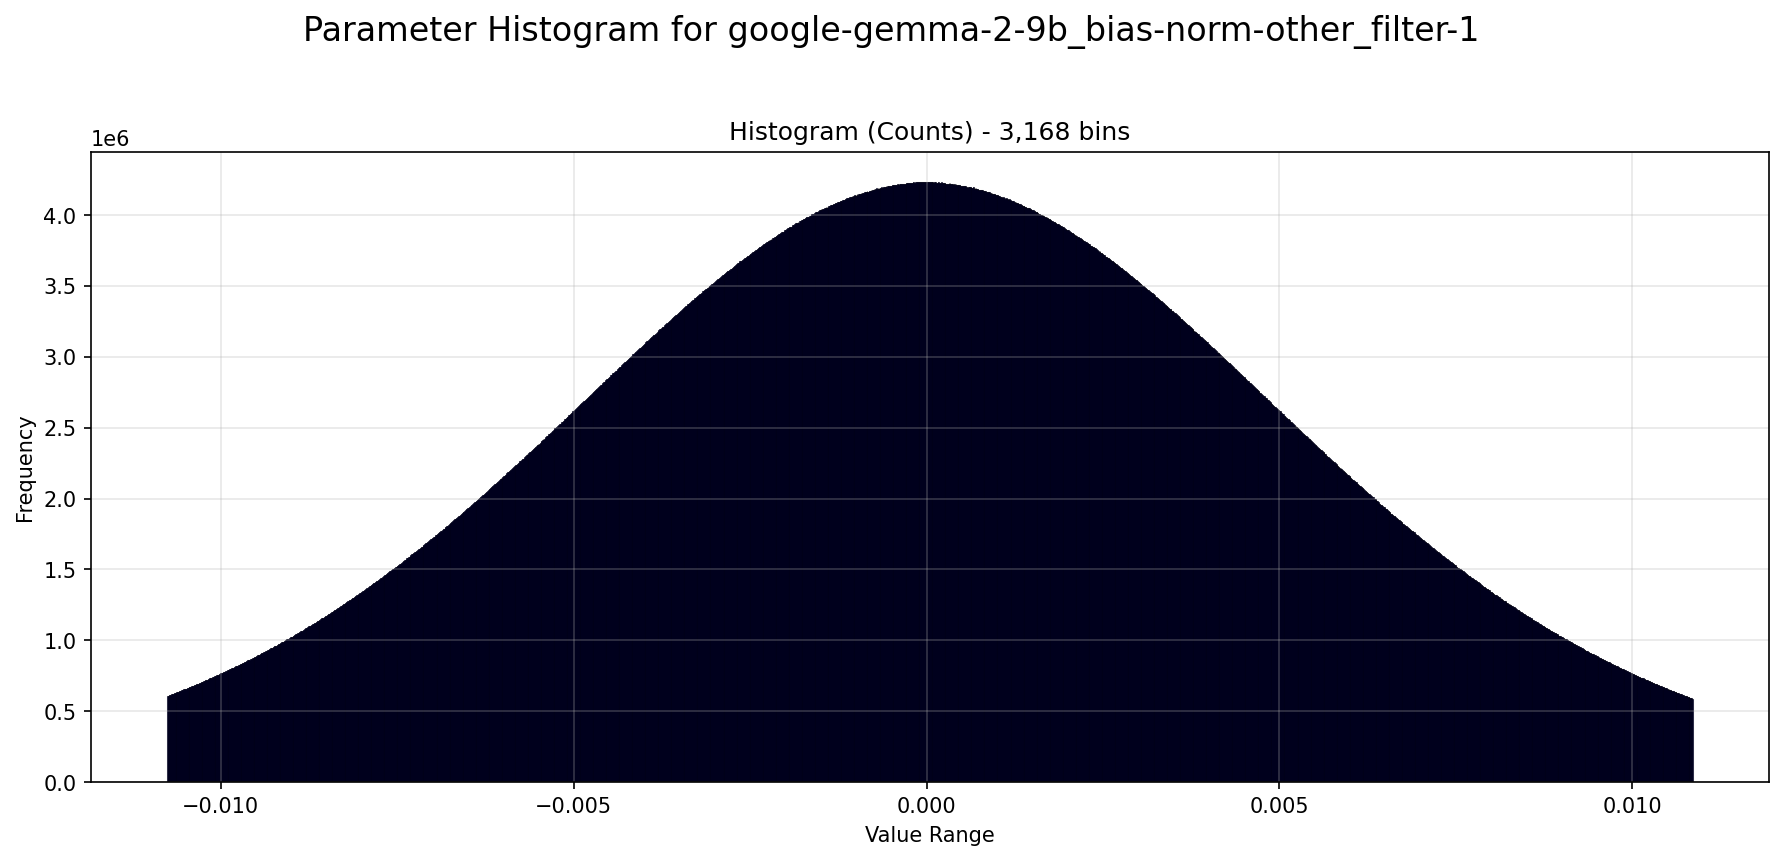 Parameter Histogram for google-gemma-2-9b_bias-norm-other_filter-1
Histogram (Counts) - 3,168 bins
1e6
4.0
3.5
3.0
2.5
2.0
1.5
1.0
0.5
0.0
Frequency
−0.010 −0.005 0.000 0.005 0.010
Value Range